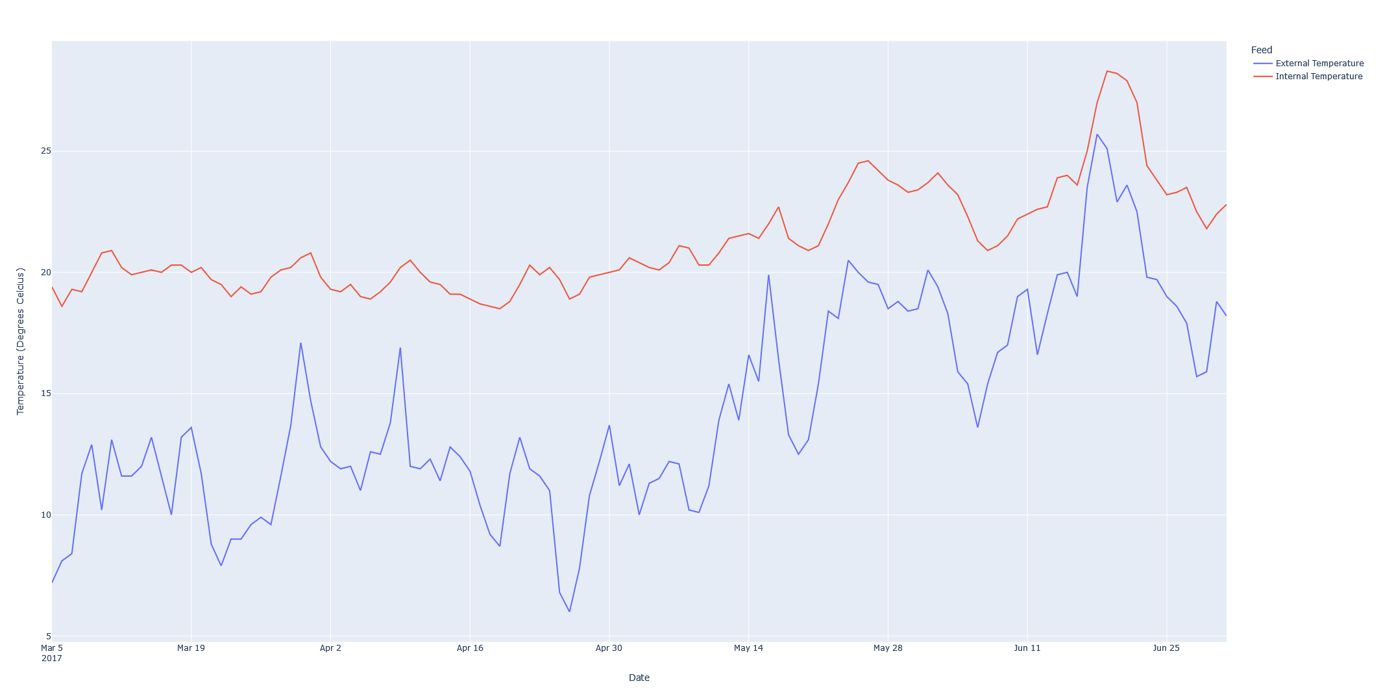 Feed
External Temperature
Internal Temperature
Temperature (Degrees Celcius)
25
20
15
10
5
Mar 5
2017
Mar 19
Apr 2
Apr 16
Apr 30
May 14
May 28
Jun 11
Jun 25
Date